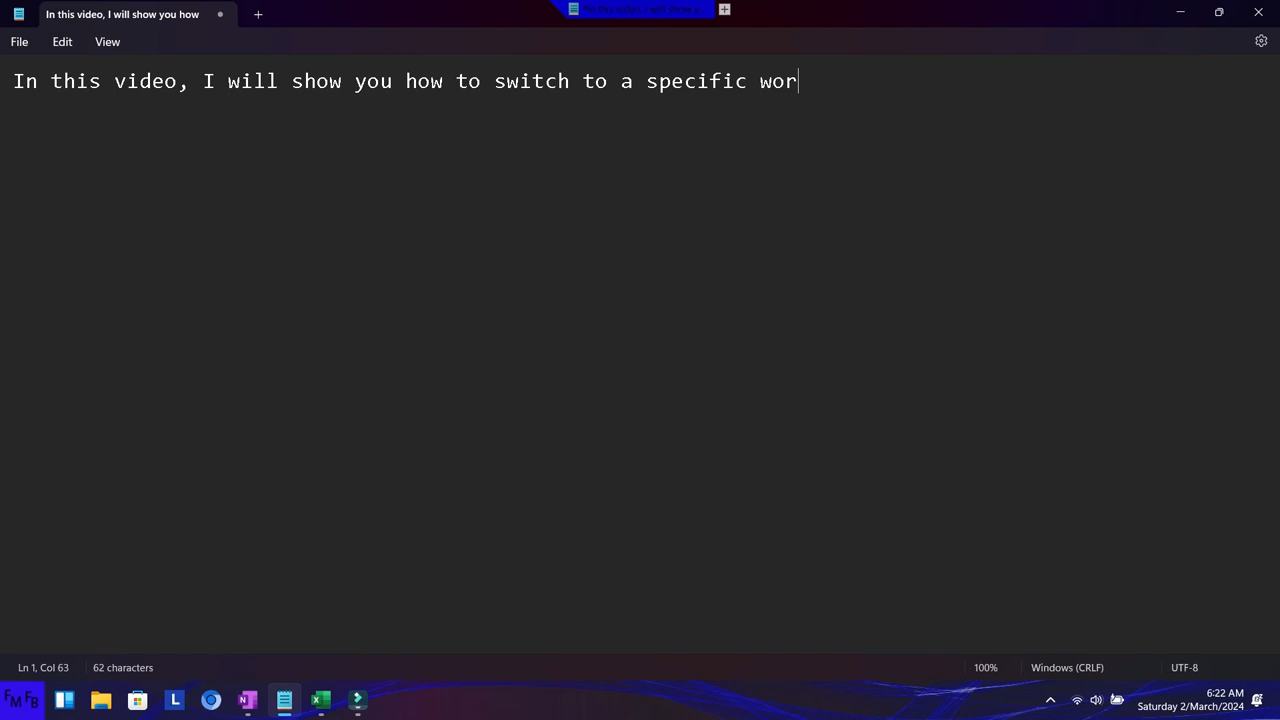 In this video, I will show you how
File Edit View
In this video, I will show you how to switch to a specific wor
Ln 1, Col 63 62 characters 100% Windows (CRLF) UTF-8
FM FB L N X 6:22 AM
Saturday 2/March/2024